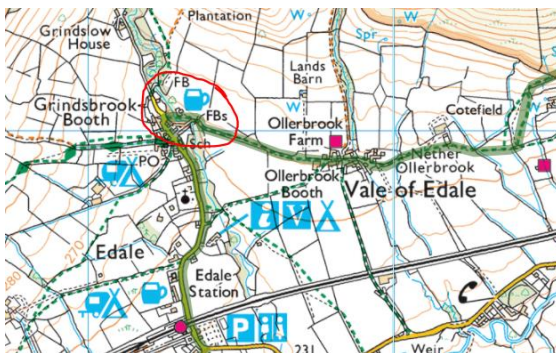 Grindslow
House
Plantation
W
W
Spr
FB
Lands
Barn
W
Grindsbrook
Booth
FBs
Ollerbrook
Farm
Cotefield
Sch
PO
Nether
Ollerbrook
Ollerbrook
Booth
Vale of Edale
270
i
V
Edale
280
Edale
Station
P
231
Weir